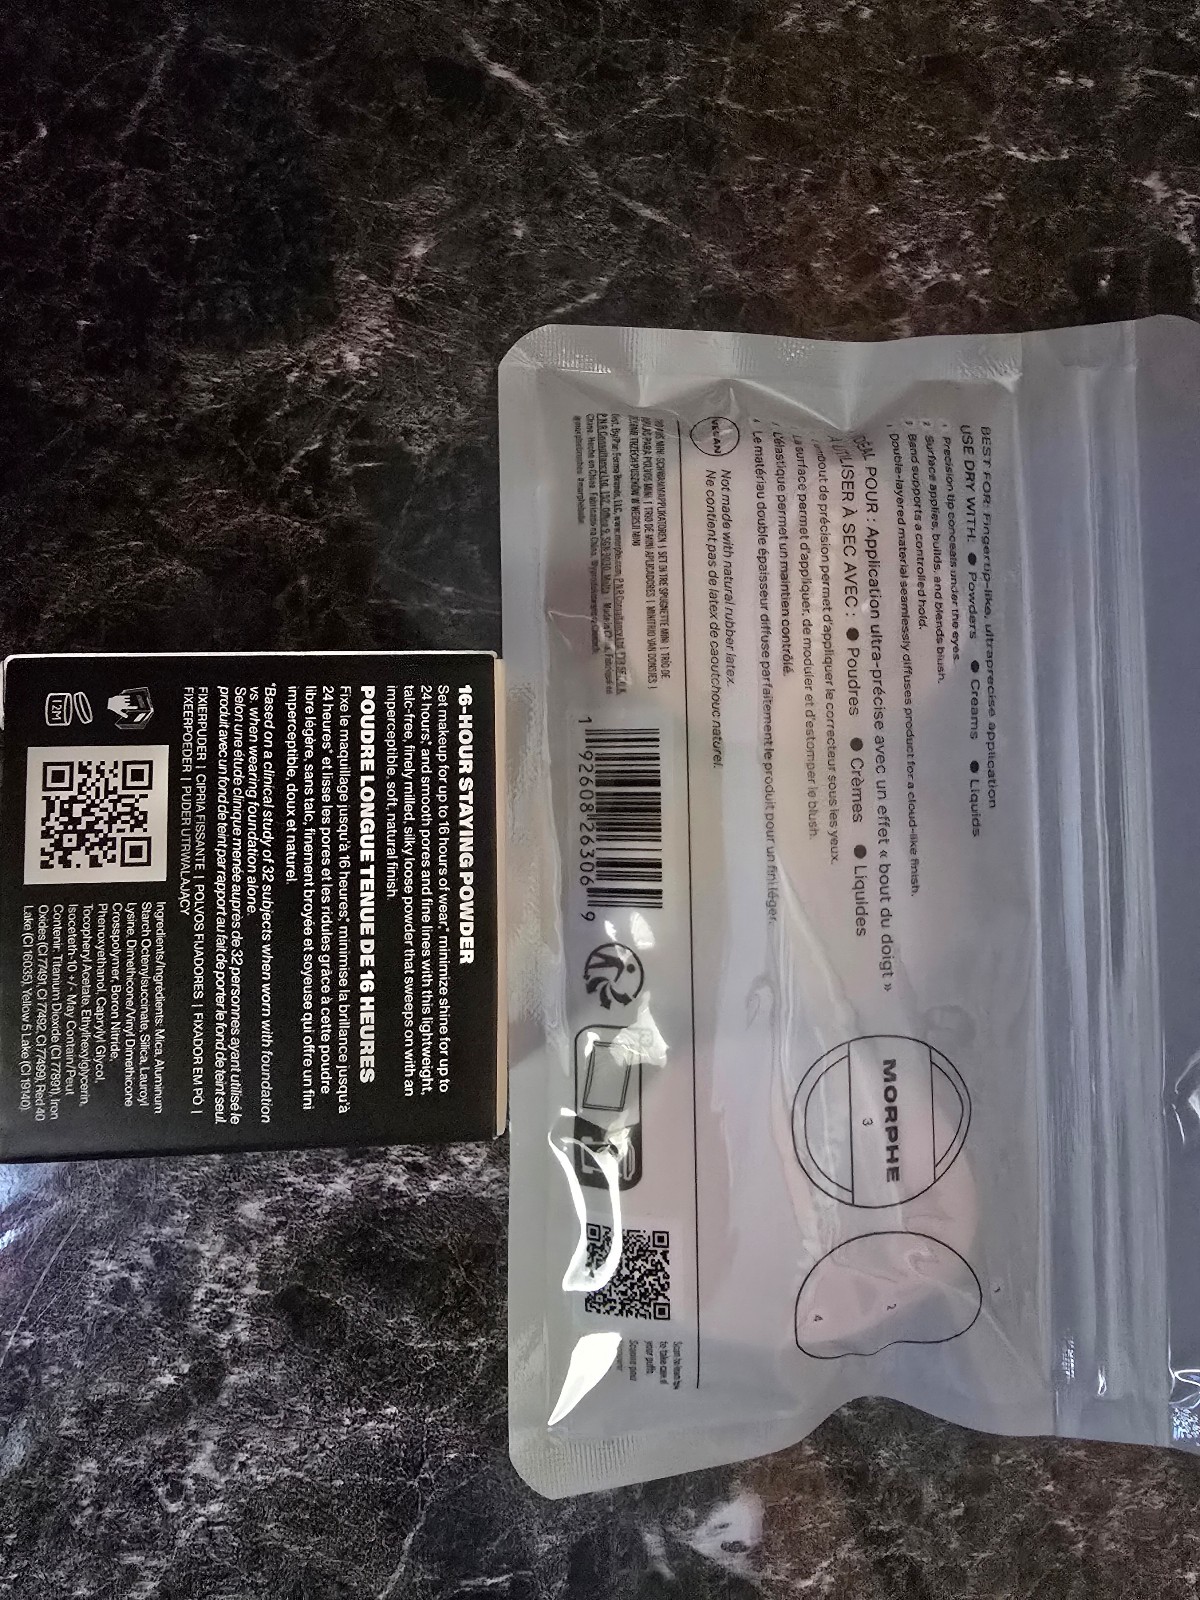 BEST FOR: Fingertip-like, ultraprecise application
USE DRY WITH: ● Powders ● Creams ● Liquids
1 Precision tip conceals under the eyes.
2 Surface applies, builds, and blends blush.
3 Band supports a controlled hold.
Double-layered material seamlessly diffuses product for a cloud-like finish.
POUR : Application ultra-précise avec un effet « bout du doigt »
À UTILISER À SEC AVEC : ● Poudres ● Crèmes ● Liquides
de précision permet d'appliquer le correcteur sous les yeux.
La surface permet d'appliquer, de moduler et d'estomper le blush.
L'élastique permet un maintien contrôlé.
Le matériau double épaisseur diffuse parfaitement le produit pour un fini léger.
MORPHE
3
1
2
4
VEGAN
Not made with natural rubber latex.
Ne contient pas de latex de caoutchouc naturel.
1 92608 26306 9
16-HOUR STAYING POWDER
Set makeup for up to 16 hours of wear,* minimize shine for up to
24 hours,* and smooth pores and fine lines with this lightweight,
talc-free, finely milled, silky loose powder that sweeps on with an
imperceptible, soft, natural finish.
POUDRE LONGUE TENUE DE 16 HEURES
Fixe le maquillage jusqu'à 16 heures,* minimise la brillance jusqu'à
24 heures* et lisse les pores et les ridules grâce à cette poudre
libre légère, sans talc, finement broyée et soyeuse qui offre un fini
imperceptible, doux et naturel.
*Based on a clinical study of 32 subjects when worn with foundation
vs. when wearing foundation alone.
Selon une étude clinique menée auprès de 32 personnes ayant utilisé le
produit avec un fond de teint par rapport au fait de porter le fond de teint seul.
FIXIERPUDER | CIPRIA FISSANTE | POLVOS FIJADORES | FIXADOR EM PÓ |
FIXEERPOEDER | PUDER UTRWALAJĄCY
12M
Ingredients/Ingrédients: Mica, Aluminum
Starch Octenylsuccinate, Silica, Lauroyl
Lysine, Dimethicone/Vinyl Dimethicone
Crosspolymer, Boron Nitride,
Phenoxyethanol, Caprylyl Glycol,
Tocopheryl Acetate, Ethylhexylglycerin,
Isoceteth-10 +/- May Contain/Peut
Contenir: Titanium Dioxide (CI 77891), Iron
Oxides (CI 77491, CI 77492, CI 77499), Red 40
Lake (CI 16035), Yellow 5 Lake (CI 19140)